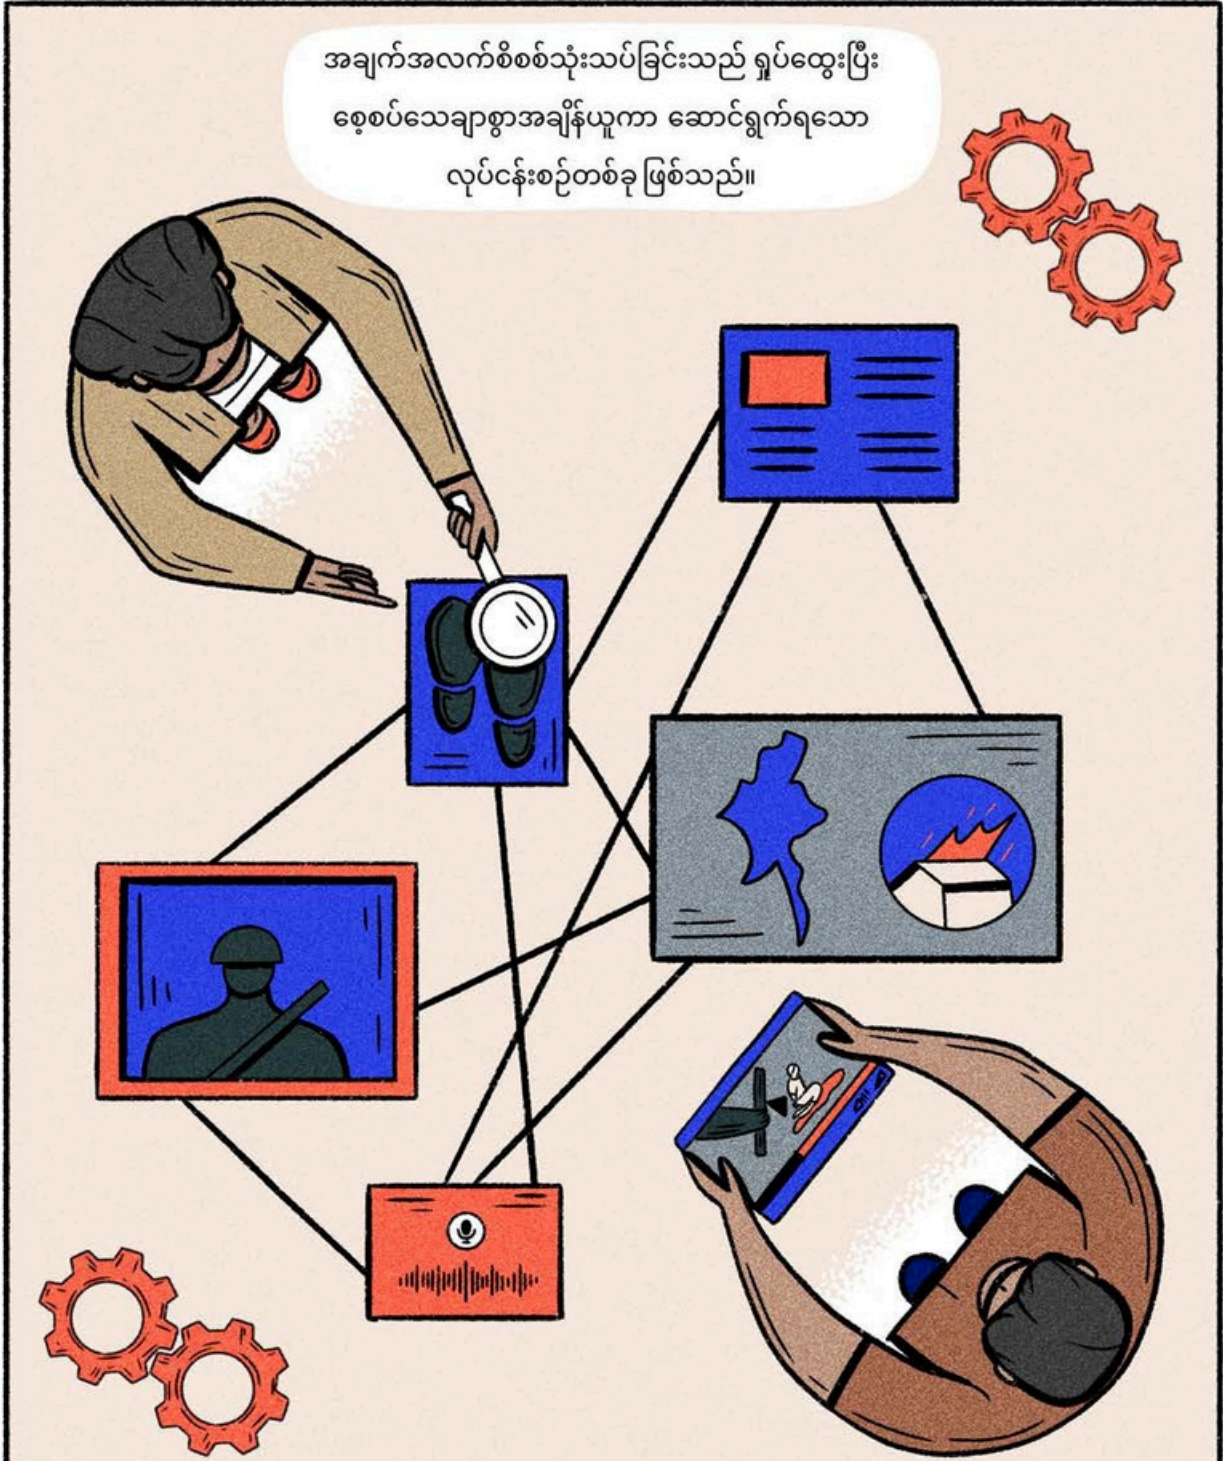 အချက်အလက်စိစစ်သုံးသပ်ခြင်းသည် ရှုပ်ထွေးပြီး
စေ့စပ်သေချာစွာအချိန်ယူကာ ဆောင်ရွက်ရသော
လုပ်ငန်းစဉ်တစ်ခု ဖြစ်သည်။